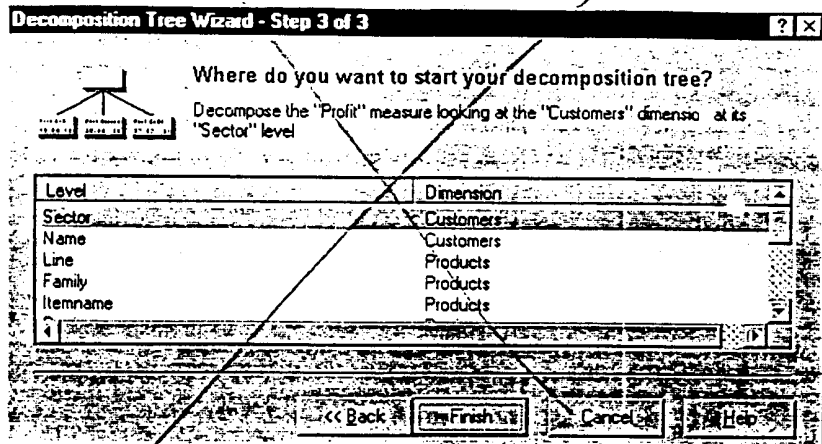 Decomposition Tree Wizard - Step 3 of 3
Where do you want to start your decomposition tree?
Decompose the "Profit" measure looking at the "Customers" dimensio at its
"Sector" level
Level Dimension
Sector Customers
Name Customers
Line Products
Family Products
Itemname Products
<< Back Finish Cancel Help